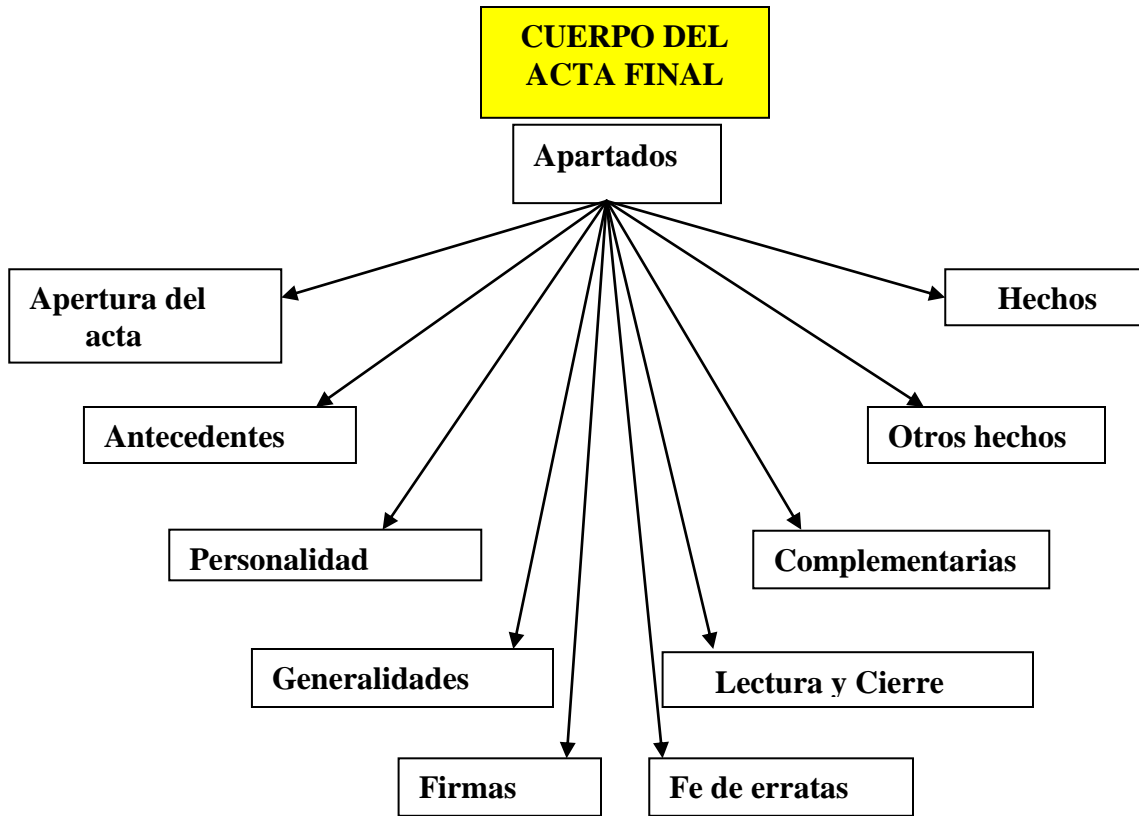 CUERPO DEL
ACTA FINAL
Apartados
Apertura del
acta
Hechos
Antecedentes
Otros hechos
Personalidad
Complementarias
Generalidades
Lectura y Cierre
Firmas
Fe de erratas